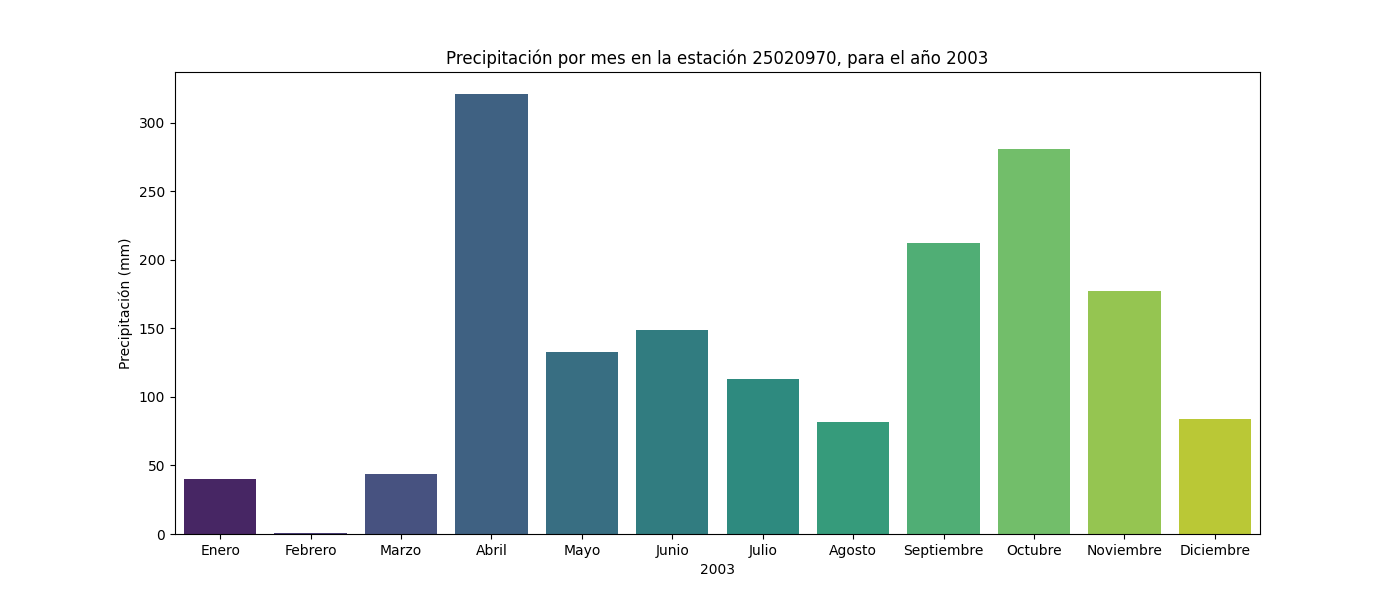 Precipitación por mes en la estación 25020970, para el año 2003
Precipitación (mm)
300
250
200
150
100
50
0
Enero Febrero Marzo Abril Mayo Junio Julio Agosto Septiembre Octubre Noviembre Diciembre
2003